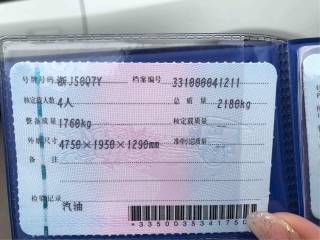 号牌号码 浙J50Q7Y 档案编号 331000041211
核定载人数 4人 总质量 2180kg
整备质量 1760kg 核定载质量
外廓尺寸 4750×1950×1290mm 准牵引总质量
备注
检验记录
汽油
*3350035341750*